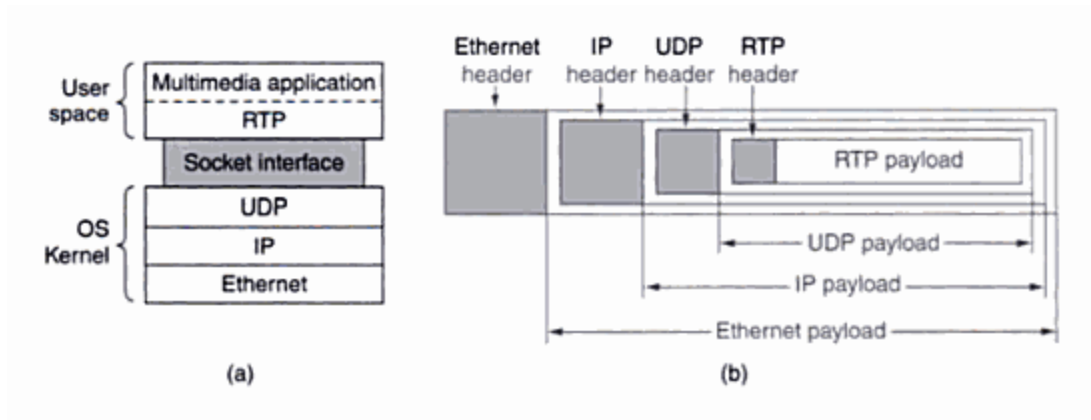 User
space
Multimedia application
RTP
Socket interface
OS
Kernel
UDP
IP
Ethernet
(a)
Ethernet
header
IP
header
UDP
header
RTP
header
RTP payload
UDP payload
IP payload
Ethernet payload
(b)